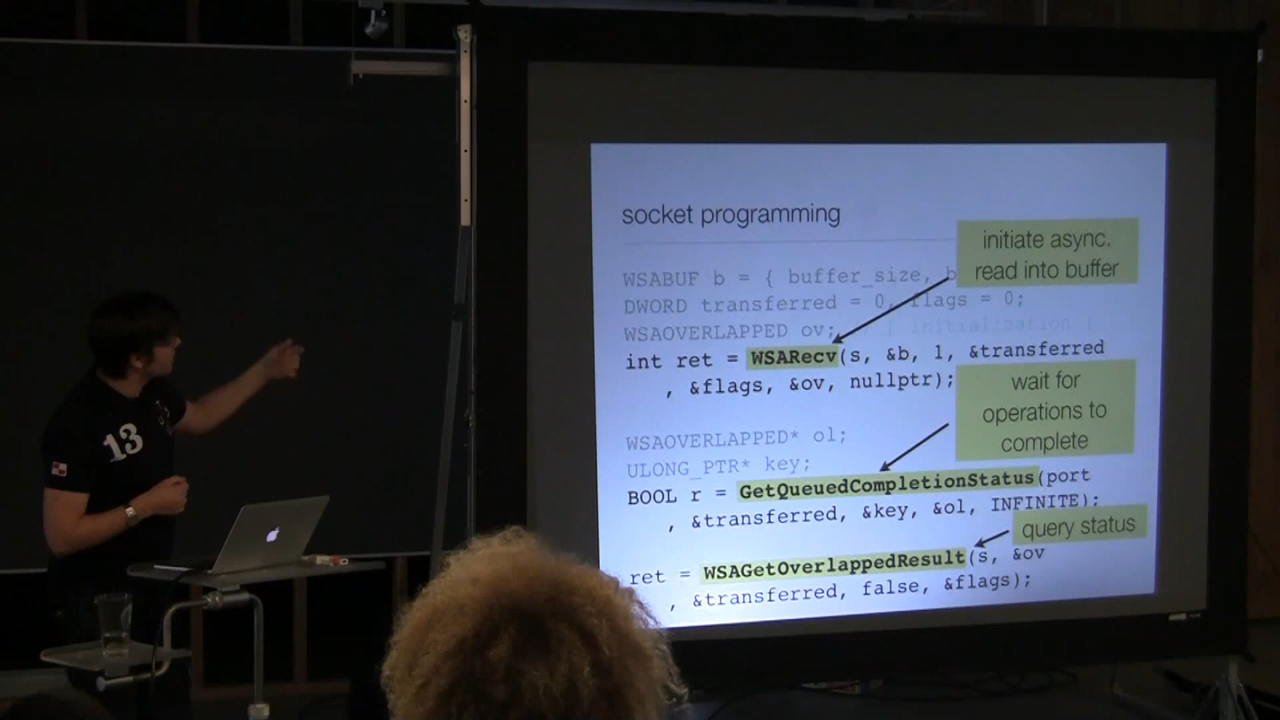 socket programming
initiate async.
read into buffer
WSABUF b = { buffer_size, b
DWORD transferred = 0, flags = 0;
WSAOVERLAPPED ov; [ initialization ]
int ret = WSARecv(s, &b, 1, &transferred
, &flags, &ov, nullptr);
wait for
operations to
complete
WSAOVERLAPPED* ol;
ULONG_PTR* key;
BOOL r = GetQueuedCompletionStatus(port
, &transferred, &key, &ol, INFINITE);
query status
ret = WSAGetOverlappedResult(s, &ov
, &transferred, false, &flags);
13